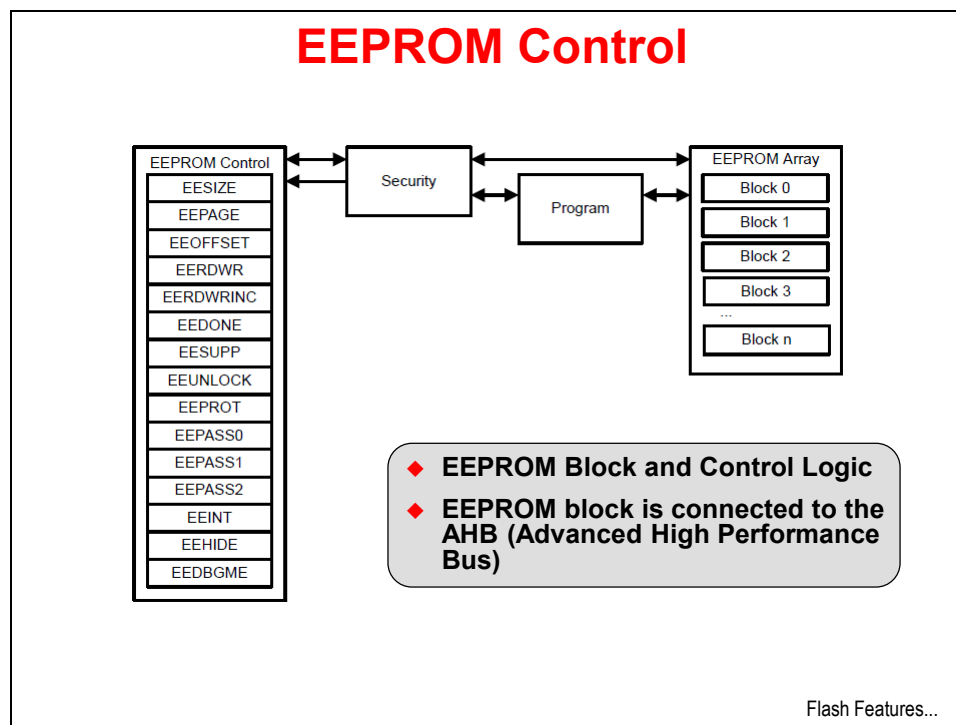 EEPROM Control
EEPROM Control
EESIZE
EEPAGE
EEOFFSET
EERDWR
EERDWRINC
EEDONE
EESUPP
EEUNLOCK
EEPROT
EEPASS0
EEPASS1
EEPASS2
EEINT
EEHIDE
EEDBGME
Security
Program
EEPROM Array
Block 0
Block 1
Block 2
Block 3
...
Block n
◆ EEPROM Block and Control Logic
◆ EEPROM block is connected to the
AHB (Advanced High Performance
Bus)
Flash Features...